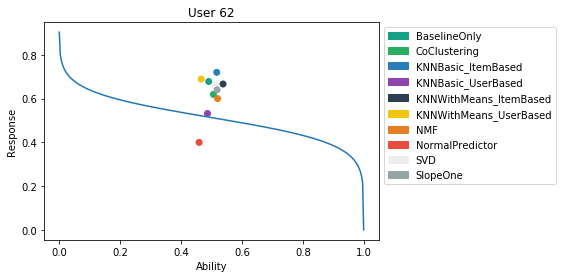 User 62
Response
0.8
0.6
0.4
0.2
0.0
0.0 0.2 0.4 0.6 0.8 1.0
Ability
BaselineOnly
CoClustering
KNNBasic_ItemBased
KNNBasic_UserBased
KNNWithMeans_ItemBased
KNNWithMeans_UserBased
NMF
NormalPredictor
SVD
SlopeOne